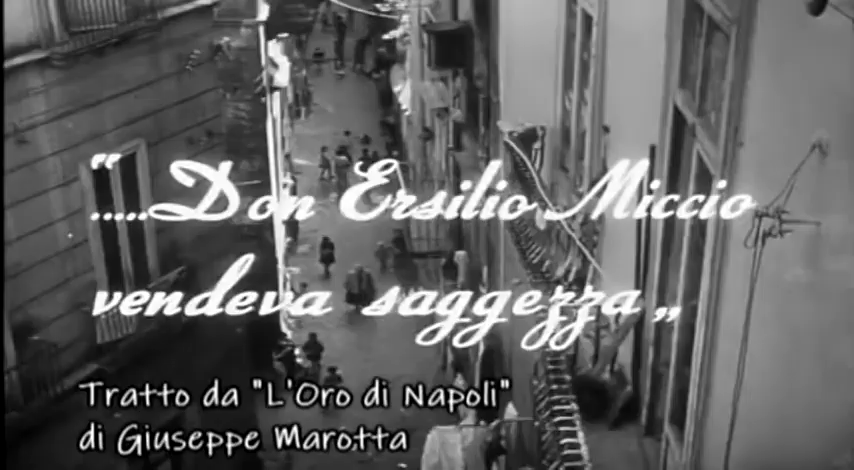 ".....Don Ersilio Miccio
vendeva saggezza„
Tratto da "L'Oro di Napoli"
di Giuseppe Marotta